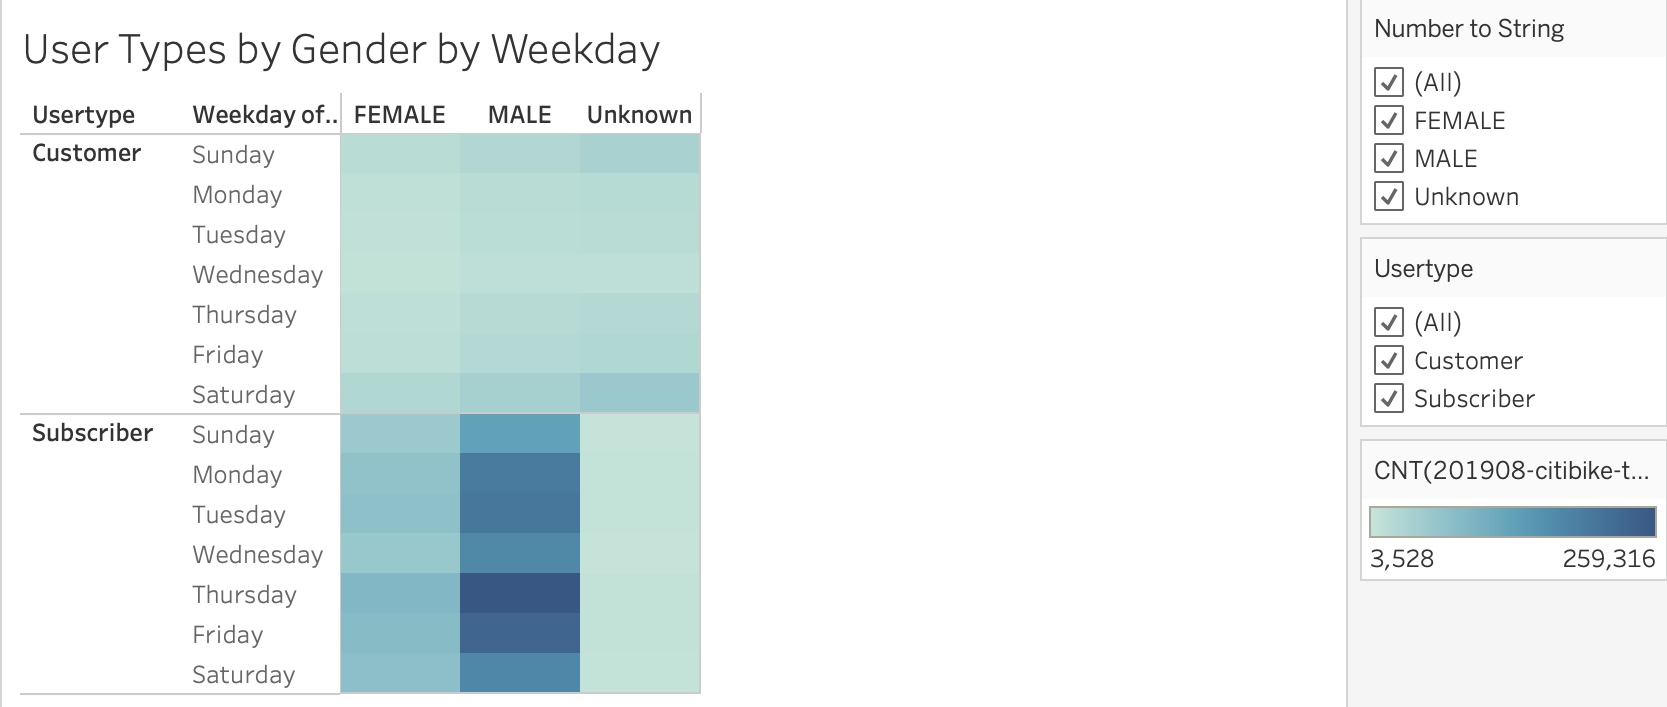 User Types by Gender by Weekday
Usertype Weekday of.. FEMALE MALE Unknown
Customer Sunday
Monday
Tuesday
Wednesday
Thursday
Friday
Saturday
Subscriber Sunday
Monday
Tuesday
Wednesday
Thursday
Friday
Saturday
Number to String
(All)
FEMALE
MALE
Unknown
Usertype
(All)
Customer
Subscriber
CNT(201908-citibike-t...
3,528 259,316